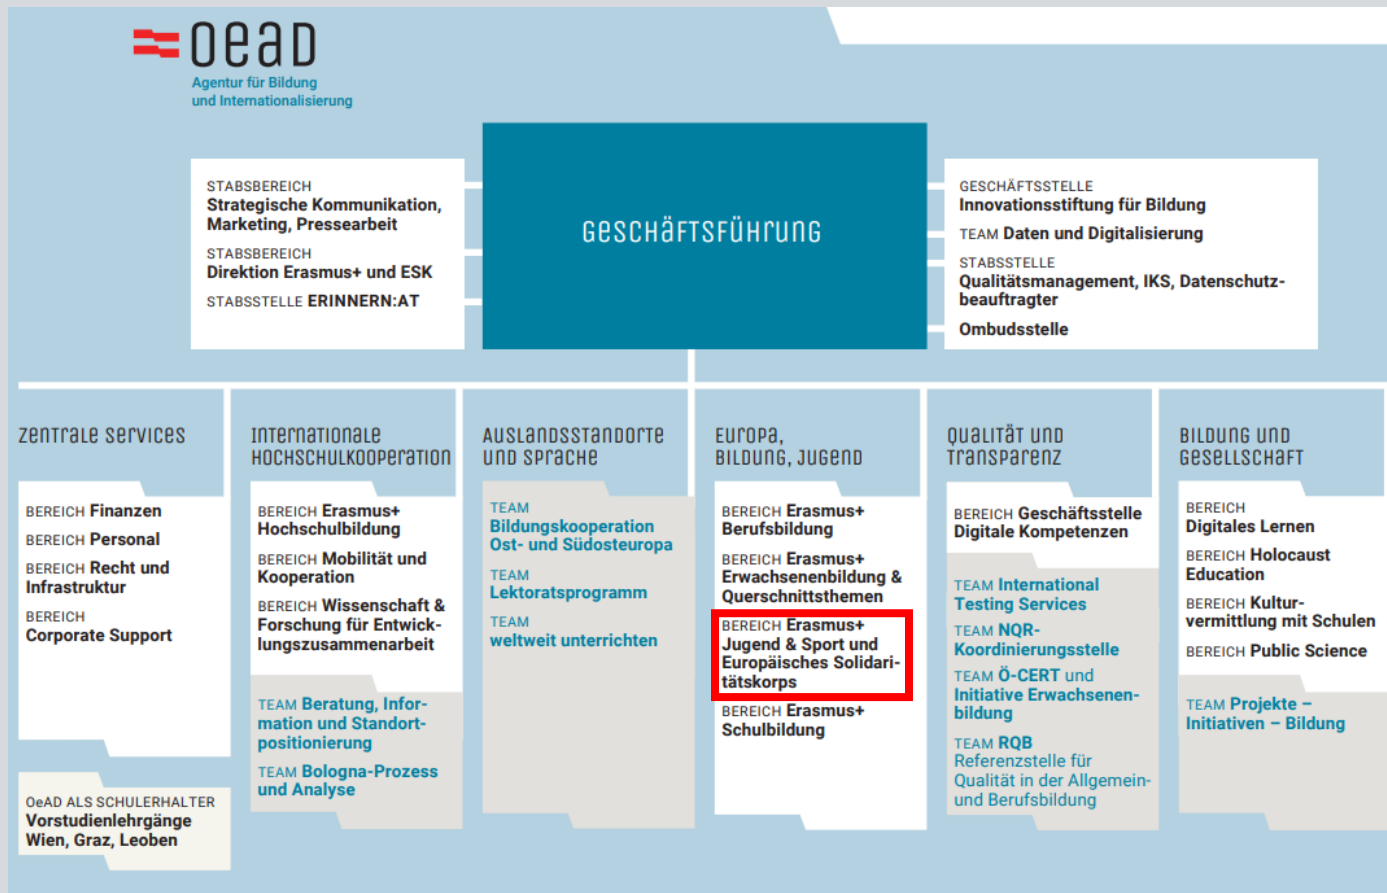 OeAD
Agentur für Bildung
und Internationalisierung
STABSBEREICH
Strategische Kommunikation,
Marketing, Pressearbeit
STABSBEREICH
Direktion Erasmus+ und ESK
STABSSTELLE ERINNERN:AT
GESCHÄFTSFÜHRUNG
GESCHÄFTSSTELLE
Innovationsstiftung für Bildung
TEAM Daten und Digitalisierung
STABSSTELLE
Qualitätsmanagement, IKS, Datenschutz-
beauftragter
Ombudsstelle
Zentrale Services
BEREICH Finanzen
BEREICH Personal
BEREICH Recht und
Infrastruktur
BEREICH
Corporate Support
OeAD ALS SCHULERHALTER
Vorstudienlehrgänge
Wien, Graz, Leoben
Internationale
Hochschulkooperation
BEREICH Erasmus+
Hochschulbildung
BEREICH Mobilität und
Kooperation
BEREICH Wissenschaft &
Forschung für Entwick-
lungszusammenarbeit
TEAM Beratung, Infor-
mation und Standort-
positionierung
TEAM Bologna-Prozess
und Analyse
Auslandsstandorte
und Sprache
TEAM
Bildungskooperation
Ost- und Südosteuropa
TEAM
Lektoratsprogramm
TEAM
weltweit unterrichten
Europa,
Bildung, Jugend
BEREICH Erasmus+
Berufsbildung
BEREICH Erasmus+
Erwachsenenbildung &
Querschnittsthemen
BEREICH Erasmus+
Jugend & Sport und
Europäisches Solidari-
tätskorps
BEREICH Erasmus+
Schulbildung
Qualität und
Transparenz
BEREICH Geschäftsstelle
Digitale Kompetenzen
TEAM International
Testing Services
TEAM NQR-
Koordinierungsstelle
TEAM Ö-CERT und
Initiative Erwachsenen-
bildung
TEAM RQB
Referenzstelle für
Qualität in der Allgemein-
und Berufsbildung
Bildung und
Gesellschaft
BEREICH
Digitales Lernen
BEREICH Holocaust
Education
BEREICH Kultur-
vermittlung mit Schulen
BEREICH Public Science
TEAM Projekte –
Initiativen – Bildung